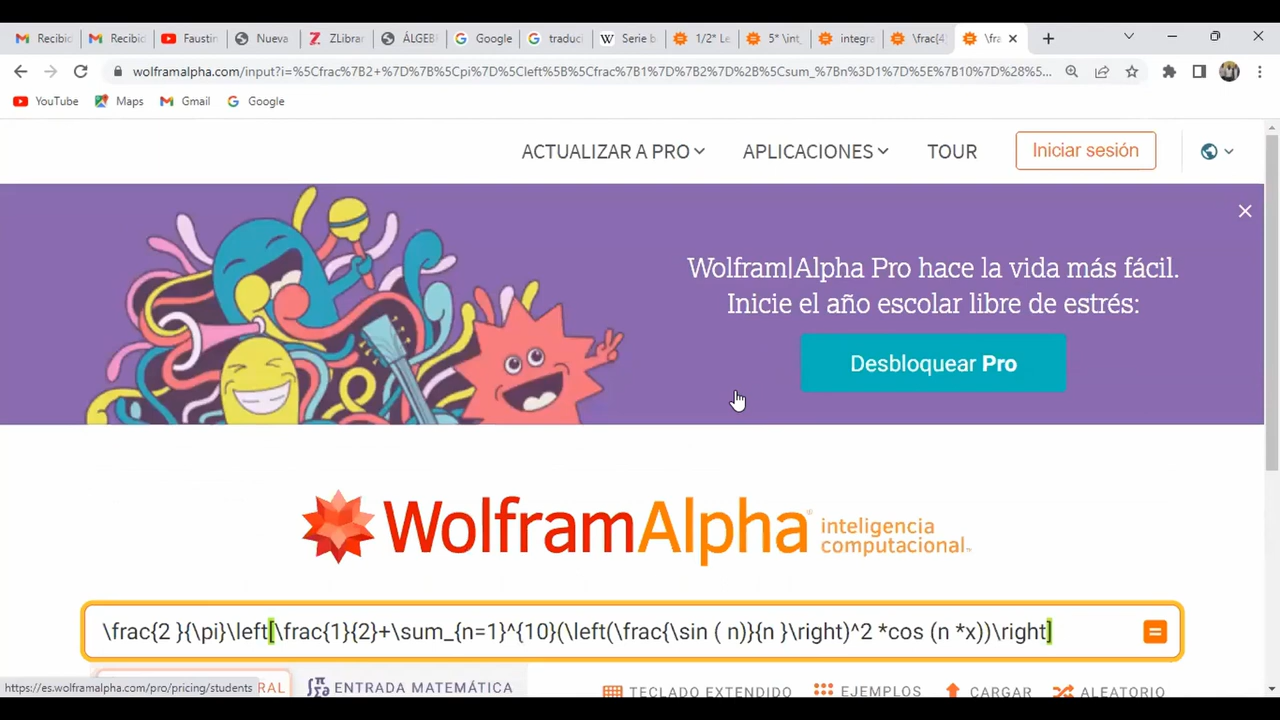 Recibid
Recibid
Faustin
Nueva
ZLibrar
ÁLGEB
Google
traduci
Serie b
1/2* Le
5* \int_
integra
\frac{4
\fra
wolframalpha.com/input?i=%5Cfrac%7B2+%7D%7B%5Cpi%7D%5Cleft%5B%5Cfrac%7B1%7D%7B2%7D%2B%5Csum_%7Bn%3D1%7D%5E%7B10%7D%28%5...
YouTube
Maps
Gmail
Google
ACTUALIZAR A PRO
APLICACIONES
TOUR
Iniciar sesión
Wolfram|Alpha Pro hace la vida más fácil.
Inicie el año escolar libre de estrés:
Desbloquear Pro
WolframAlpha
inteligencia
computacional™
\frac{2 }{\pi}\left[\frac{1}{2}+\sum_{n=1}^{10}(\left(\frac{\sin ( n)}{n }\right)^2 *cos (n *x))\right]
https://es.wolframalpha.com/pro/pricing/students
RAL
ENTRADA MATEMÁTICA
TECLADO EXTENDIDO
EJEMPLOS
CARGAR
ALEATORIO